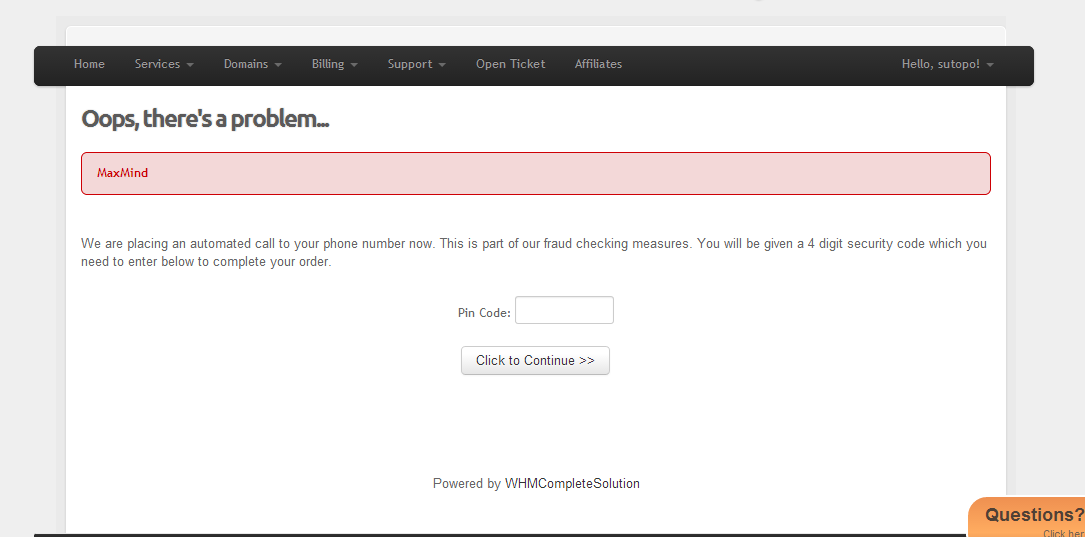 Home Services Domains Billing Support Open Ticket Affiliates Hello, sutopo!
Oops, there's a problem...
MaxMind
We are placing an automated call to your phone number now. This is part of our fraud checking measures. You will be given a 4 digit security code which you
need to enter below to complete your order.
Pin Code:
Click to Continue >>
Powered by WHMCompleteSolution
Questions?
Click